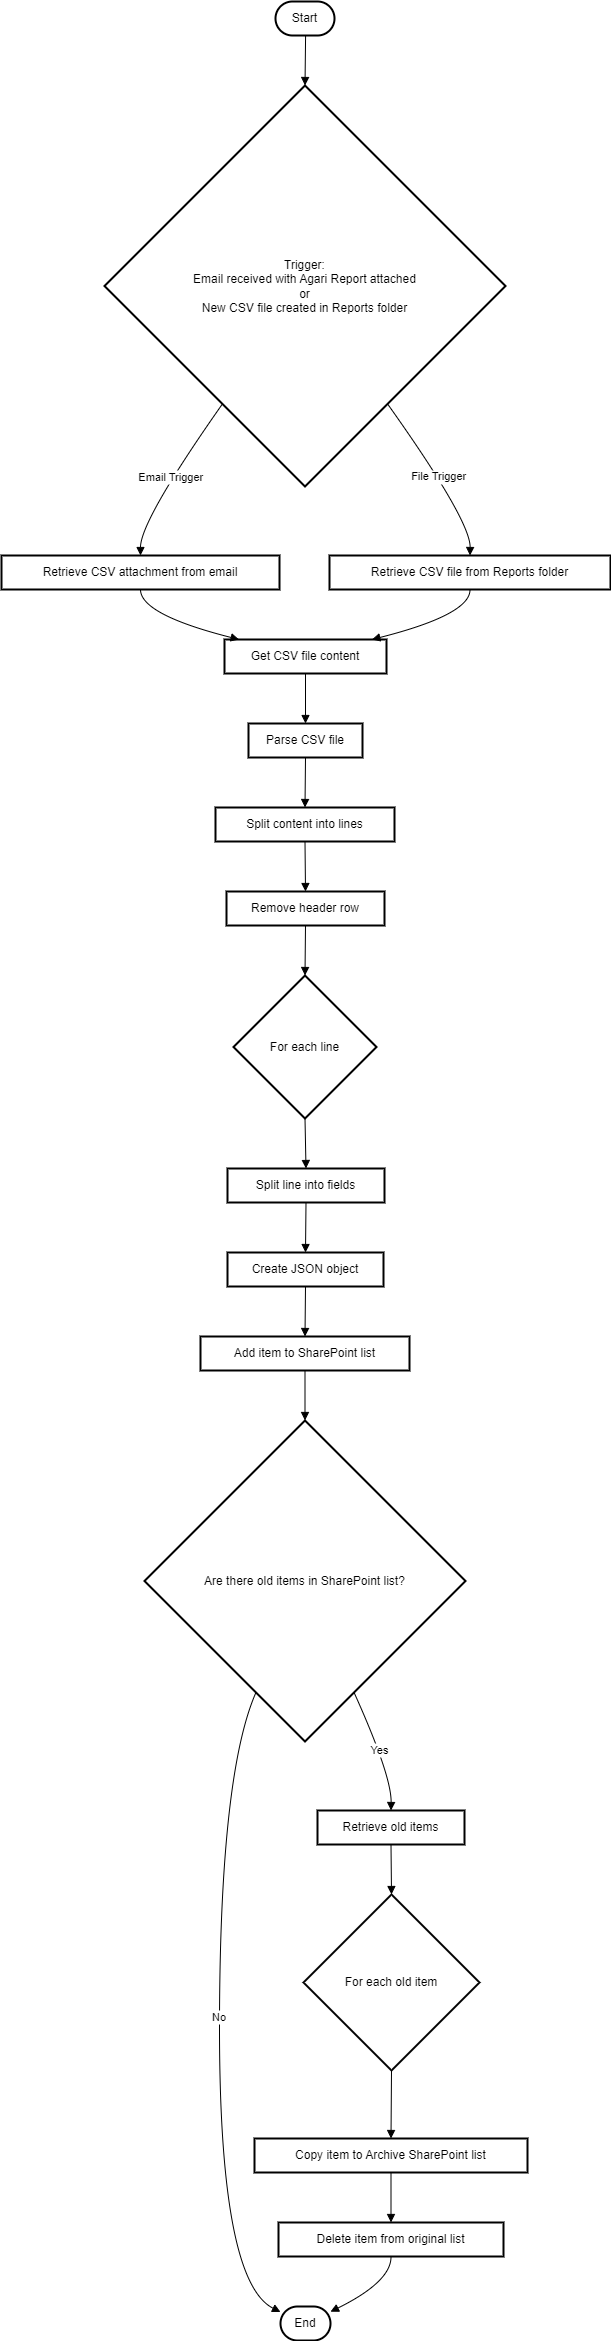 Start
Trigger:
Email received with Agari Report attached
or
New CSV file created in Reports folder
Email Trigger
File Trigger
Retrieve CSV attachment from email
Retrieve CSV file from Reports folder
Get CSV file content
Parse CSV file
Split content into lines
Remove header row
For each line
Split line into fields
Create JSON object
Add item to SharePoint list
Are there old items in SharePoint list?
Yes
Retrieve old items
For each old item
No
Copy item to Archive SharePoint list
Delete item from original list
End